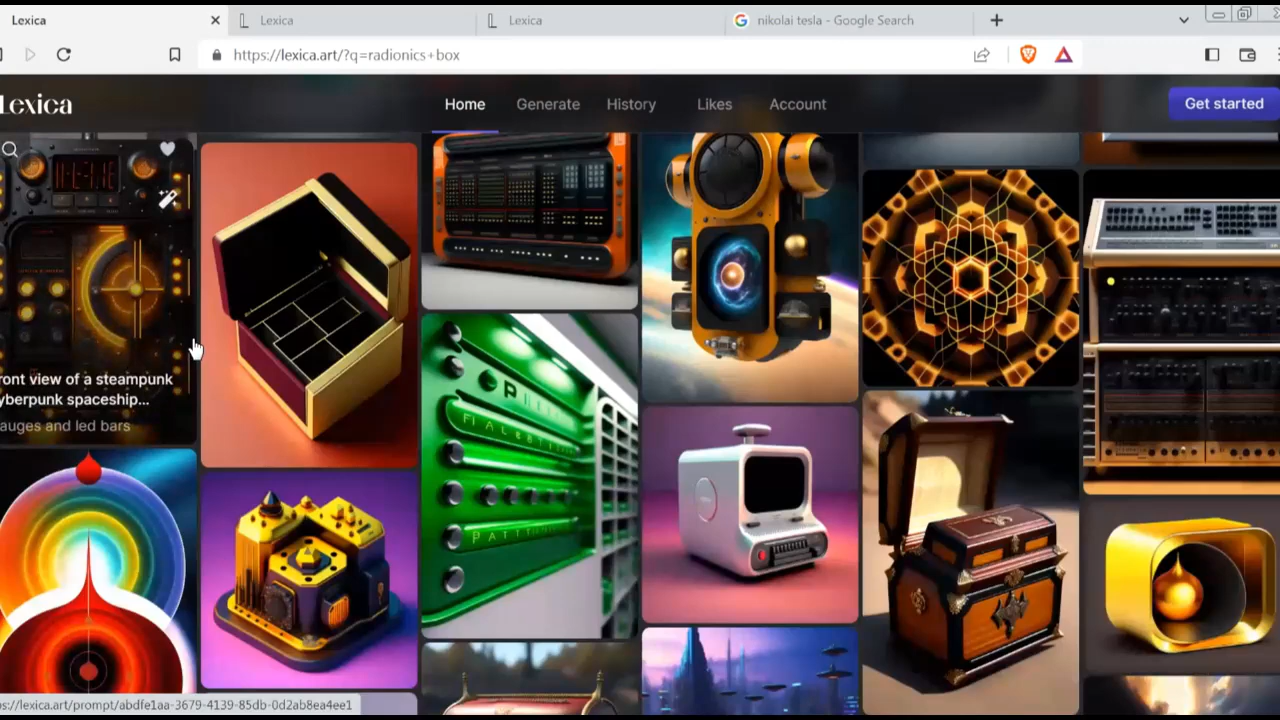 Lexica
Lexica
Lexica
nikolai tesla - Google Search
https://lexica.art/?q=radionics+box
Lexica
Home
Generate
History
Likes
Account
Get started
ront view of a steampunk
yberpunk spaceship...
auges and led bars
s://lexica.art/prompt/abdfe1aa-3679-4139-85db-0d2ab8ea4ee1